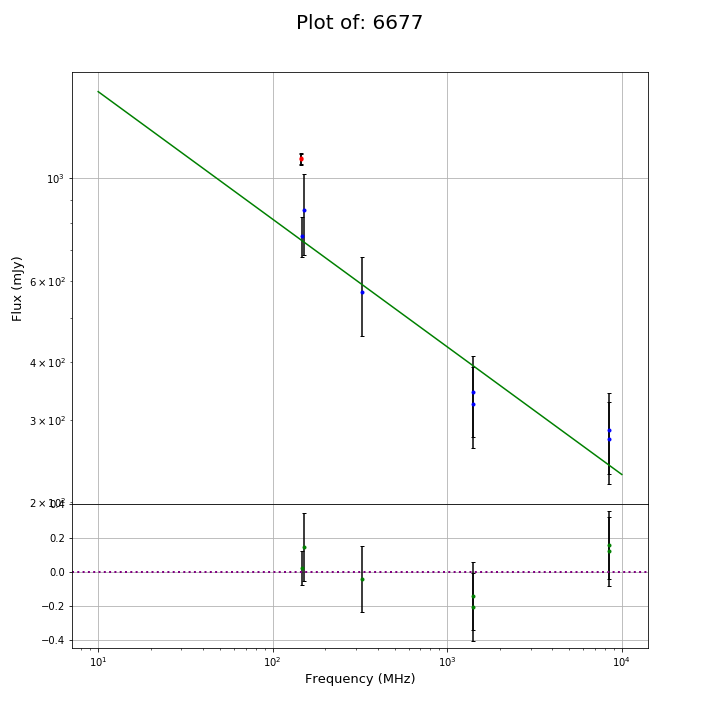 Plot of: 6677
Flux (mJy)
10³
6 × 10²
4 × 10²
3 × 10²
2 × 10²
0.4
0.2
0.0
−0.2
−0.4
10¹ 10² 10³ 10⁴
Frequency (MHz)